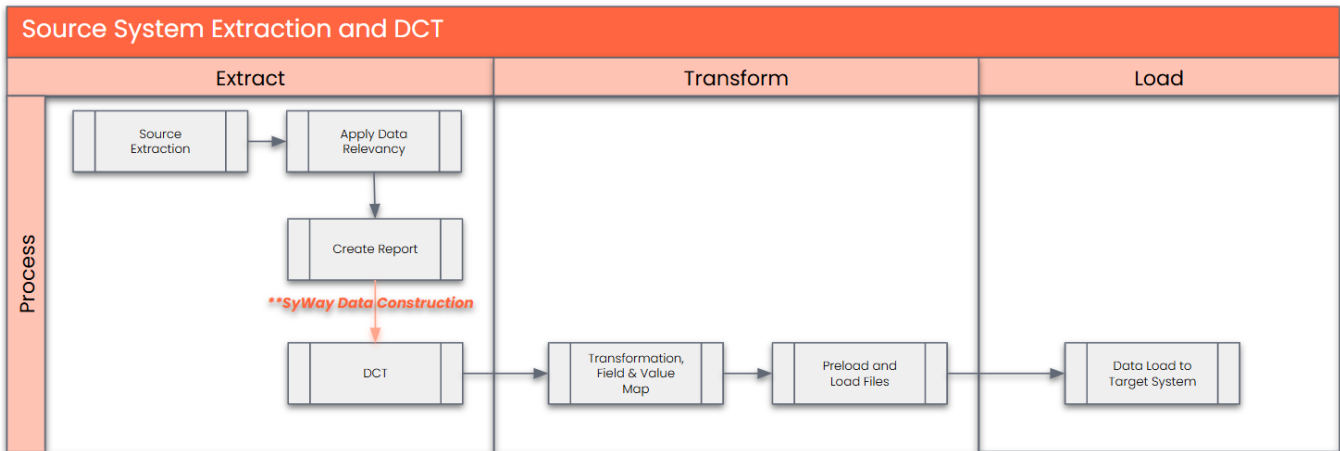 Source System Extraction and DCT
Extract
Transform
Load
Process
Source
Extraction
Apply Data
Relevancy
Create Report
**SyWay Data Construction
DCT
Transformation,
Field & Value
Map
Preload and
Load Files
Data Load to
Target System